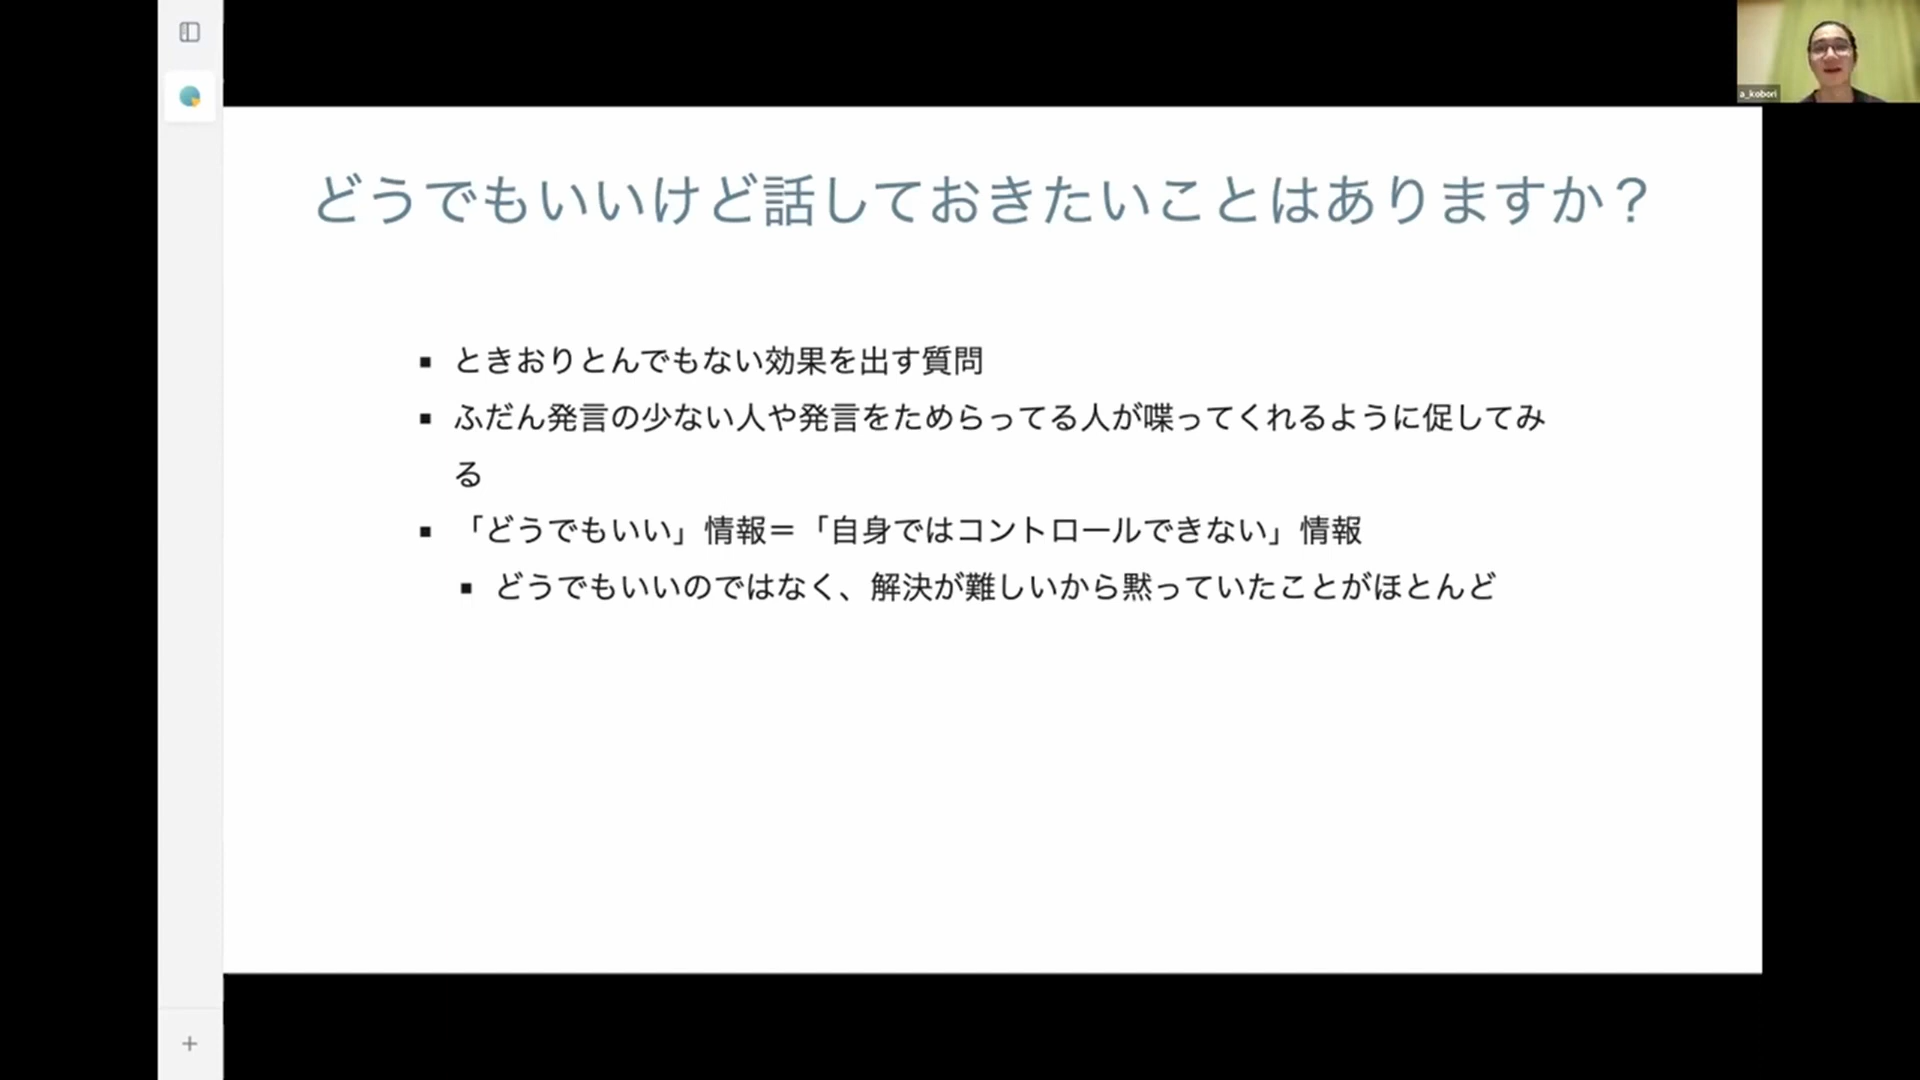 a_kobori
どうでもいいけど話しておきたいことはありますか？
▪ ときおりとんでもない効果を出す質問
▪ ふだん発言の少ない人や発言をためらってる人が喋ってくれるように促してみ
る
▪ 「どうでもいい」情報＝「自身ではコントロールできない」情報
▪ どうでもいいのではなく、解決が難しいから黙っていたことがほとんど